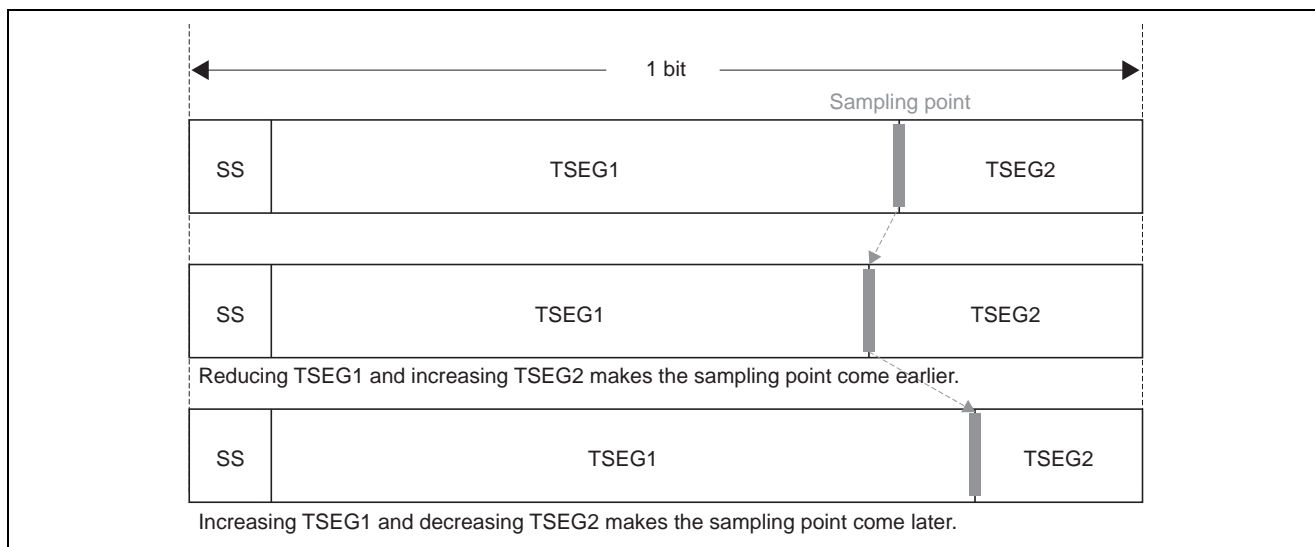 1 bit
Sampling point
SS TSEG1 TSEG2
SS TSEG1 TSEG2
Reducing TSEG1 and increasing TSEG2 makes the sampling point come earlier.
SS TSEG1 TSEG2
Increasing TSEG1 and decreasing TSEG2 makes the sampling point come later.